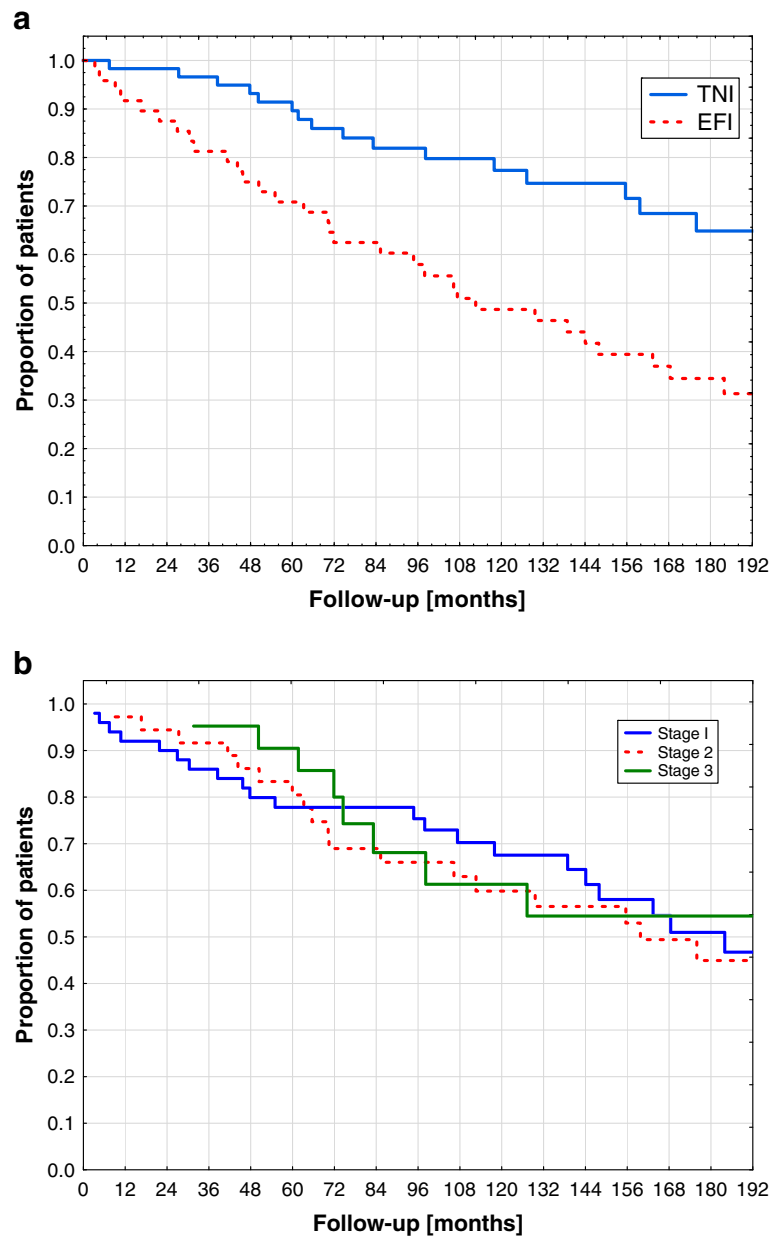 a
1.0
0.9
0.8
0.7
0.6
0.5
0.4
0.3
0.2
0.1
0.0
Proportion of patients
TNI
EFI
0 12 24 36 48 60 72 84 96 108 120 132 144 156 168 180 192
Follow-up [months]
b
1.0
0.9
0.8
0.7
0.6
0.5
0.4
0.3
0.2
0.1
0.0
Proportion of patients
Stage I
Stage 2
Stage 3
0 12 24 36 48 60 72 84 96 108 120 132 144 156 168 180 192
Follow-up [months]